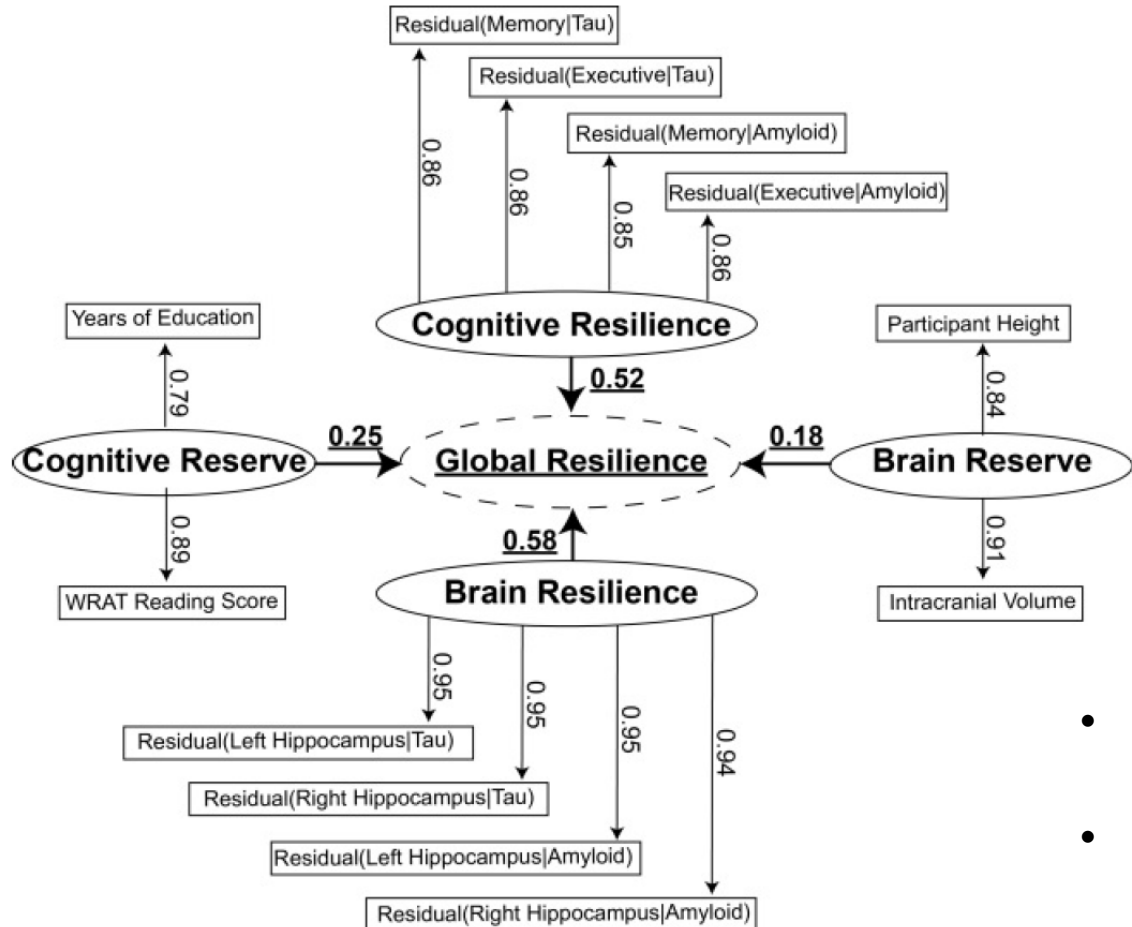 Residual(Memory|Tau)
Residual(Executive|Tau)
Residual(Memory|Amyloid)
Residual(Executive|Amyloid)
0.86
0.86
0.85
0.86
Cognitive Resilience
0.52
Years of Education
0.79
Cognitive Reserve
0.25
0.89
WRAT Reading Score
Global Resilience
Participant Height
0.84
0.18
Brain Reserve
0.91
Intracranial Volume
0.58
Brain Resilience
0.95
0.95
0.95
0.94
Residual(Left Hippocampus|Tau)
Residual(Right Hippocampus|Tau)
Residual(Left Hippocampus|Amyloid)
Residual(Right Hippocampus|Amyloid)
•
•